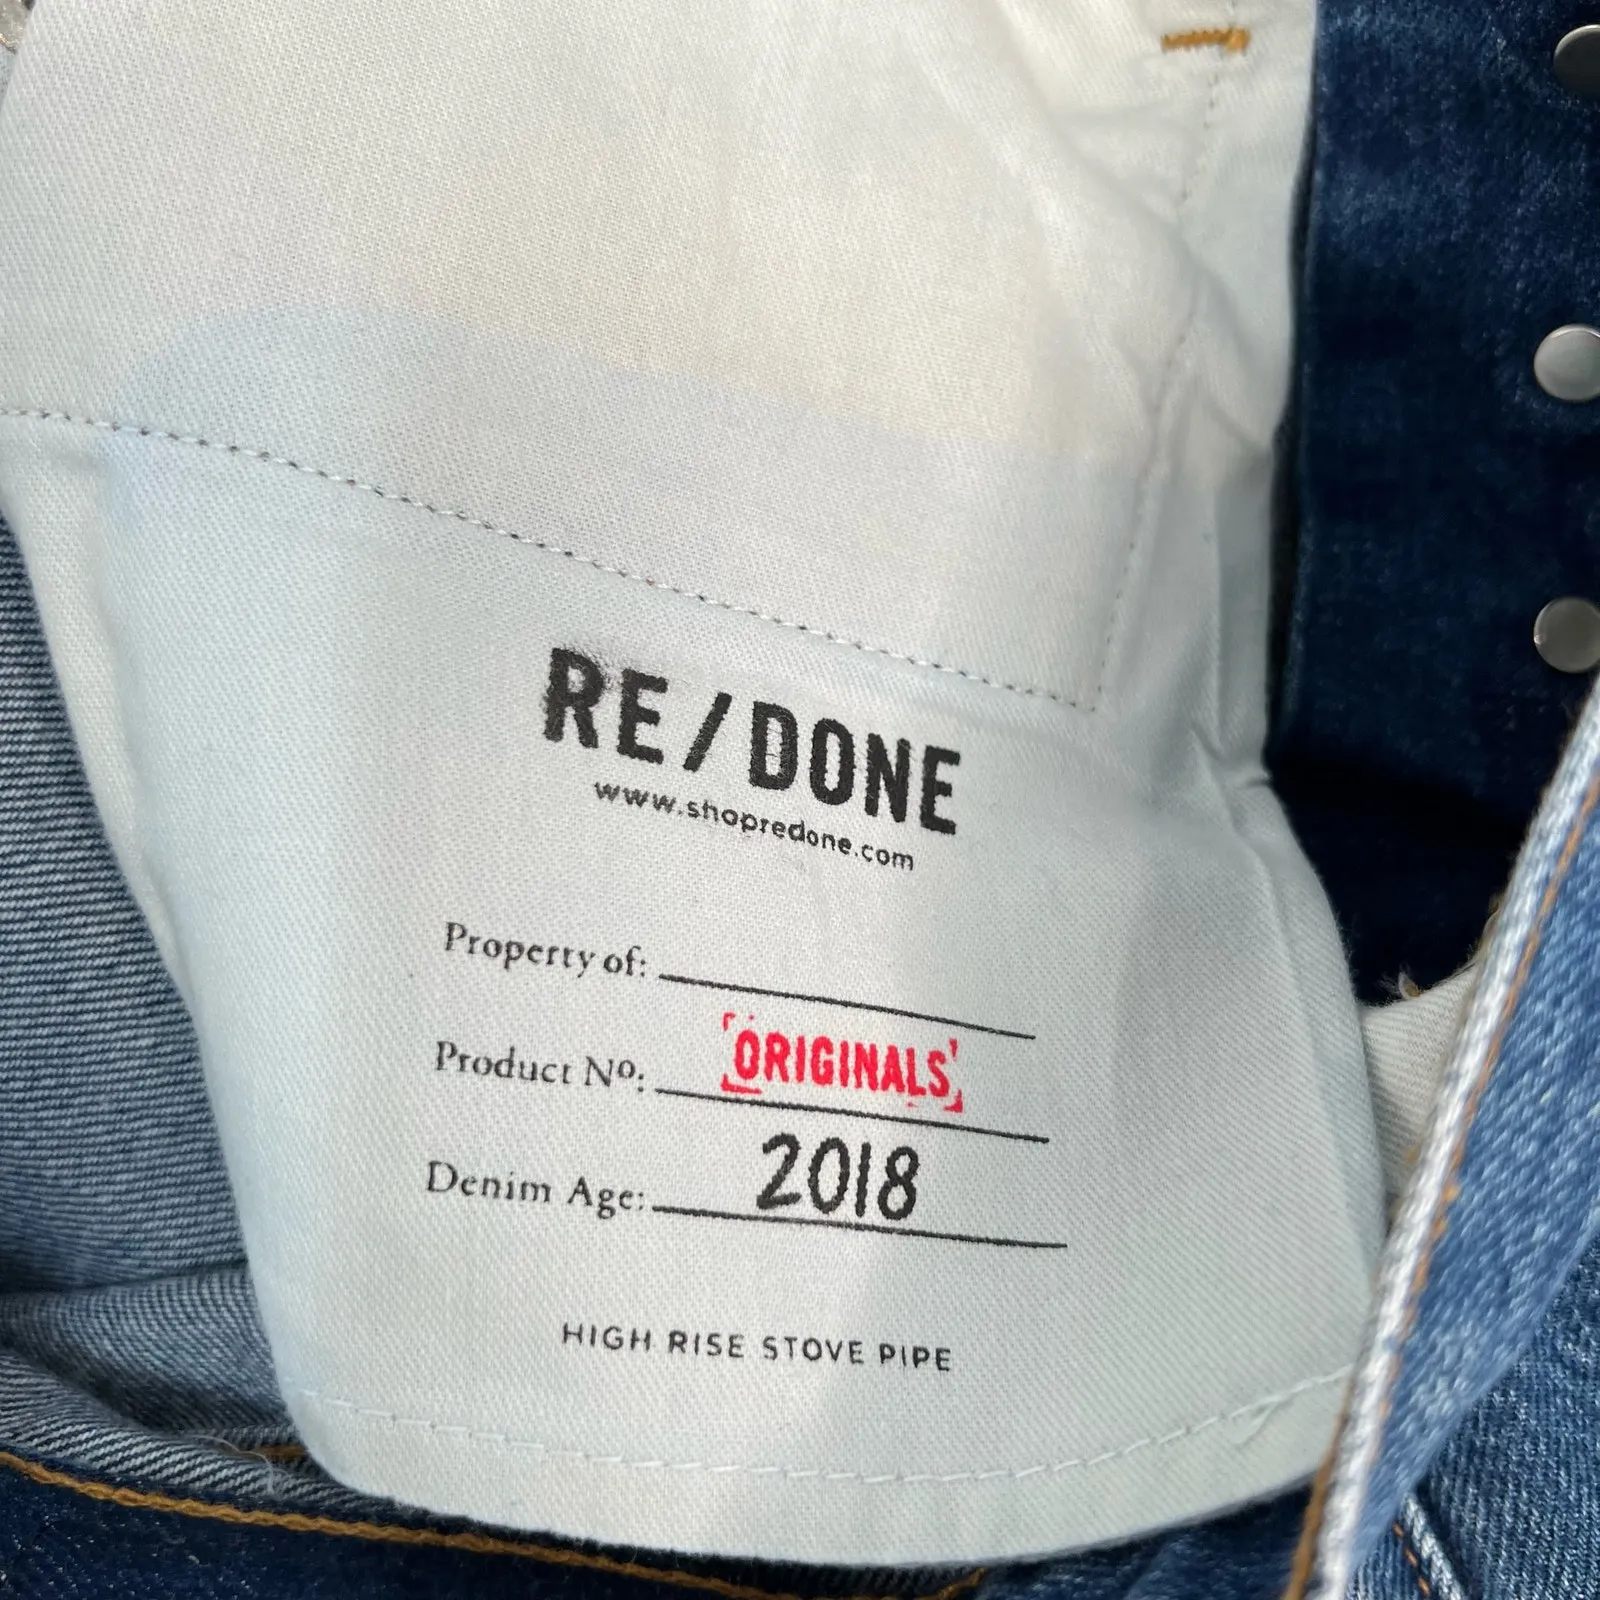 RE/DONE
www.shopredone.com
Property of:
Product Nº: ORIGINALS
Denim Age: 2018
HIGH RISE STOVE PIPE